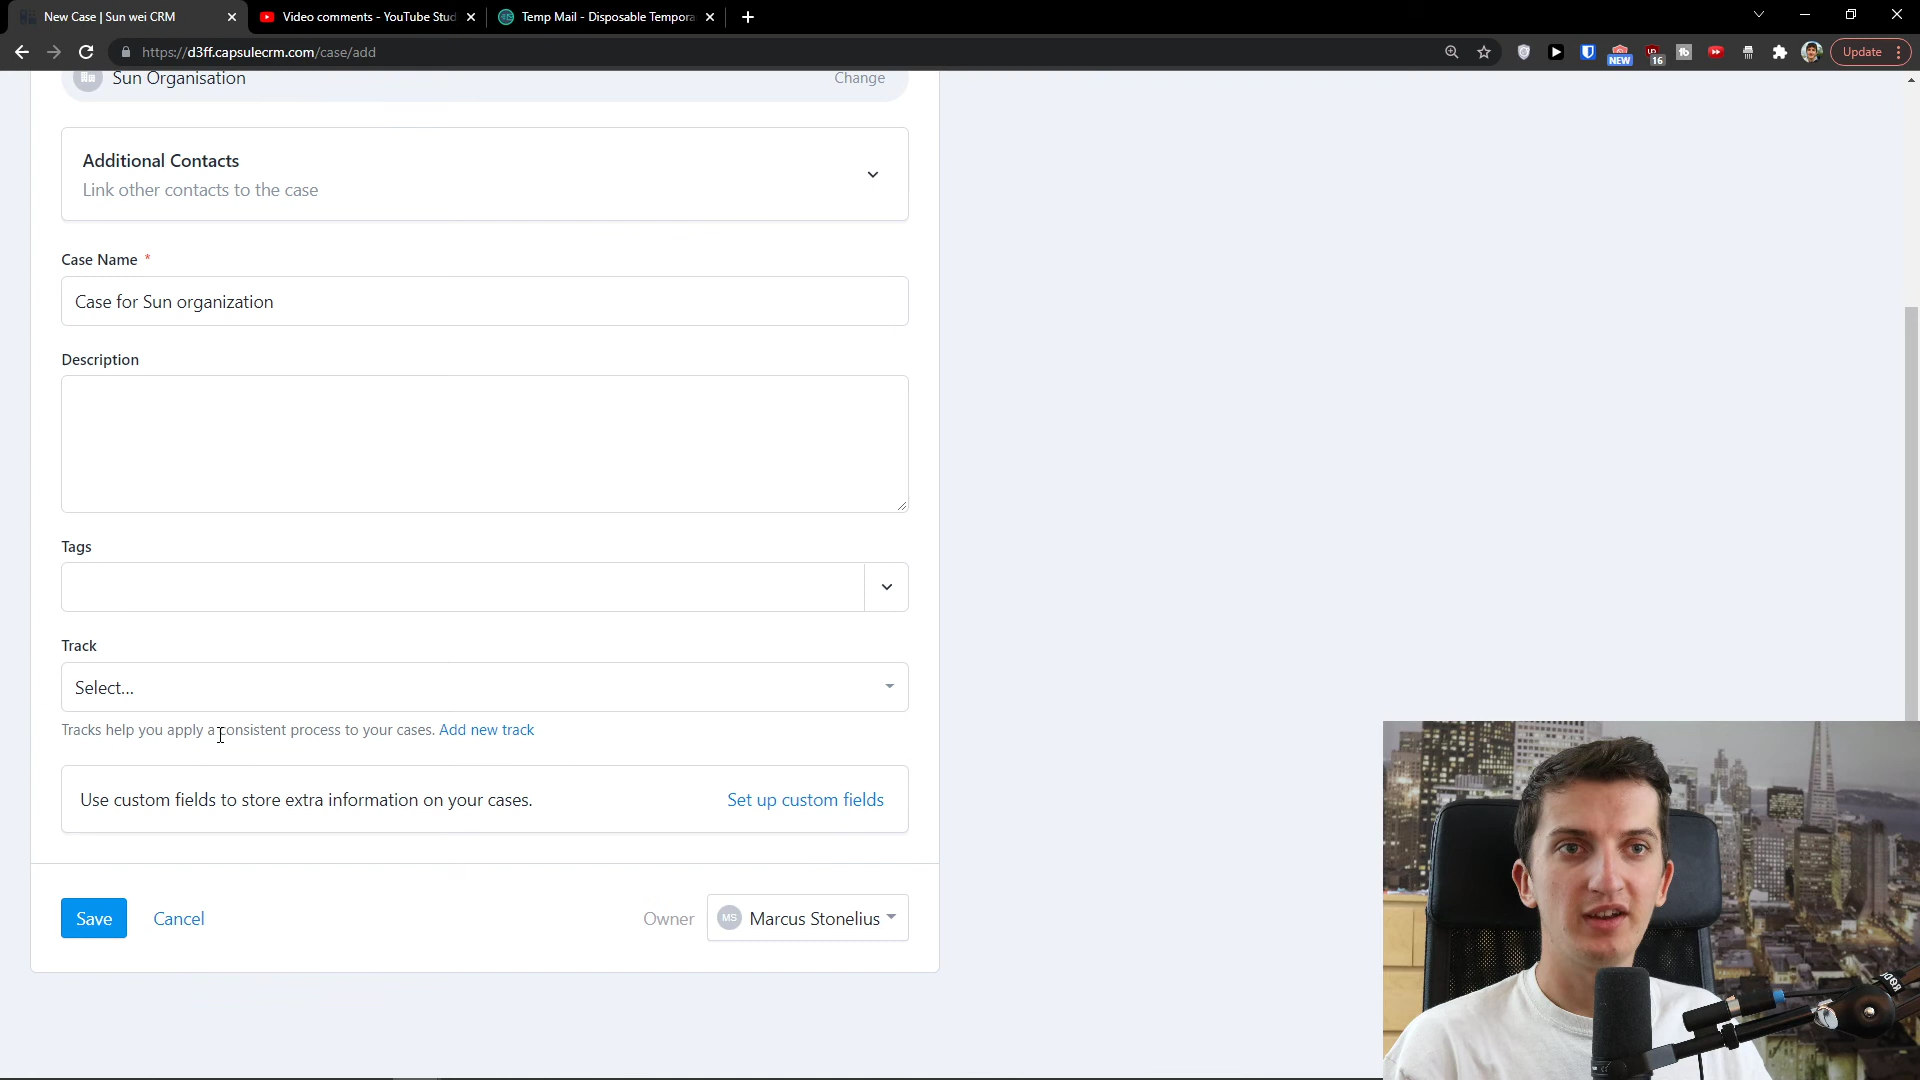 New Case | Sun wei CRM
Video comments - YouTube Stud
Temp Mail - Disposable Tempora
https://d3ff.capsulecrm.com/case/add
NEW
16
Update
Sun Organisation
Change
Additional Contacts
Link other contacts to the case
Case Name *
Case for Sun organization
Description
Tags
Track
Select...
Tracks help you apply a consistent process to your cases. Add new track
Use custom fields to store extra information on your cases.
Set up custom fields
Save
Cancel
Owner
MS
Marcus Stonelius
RODE